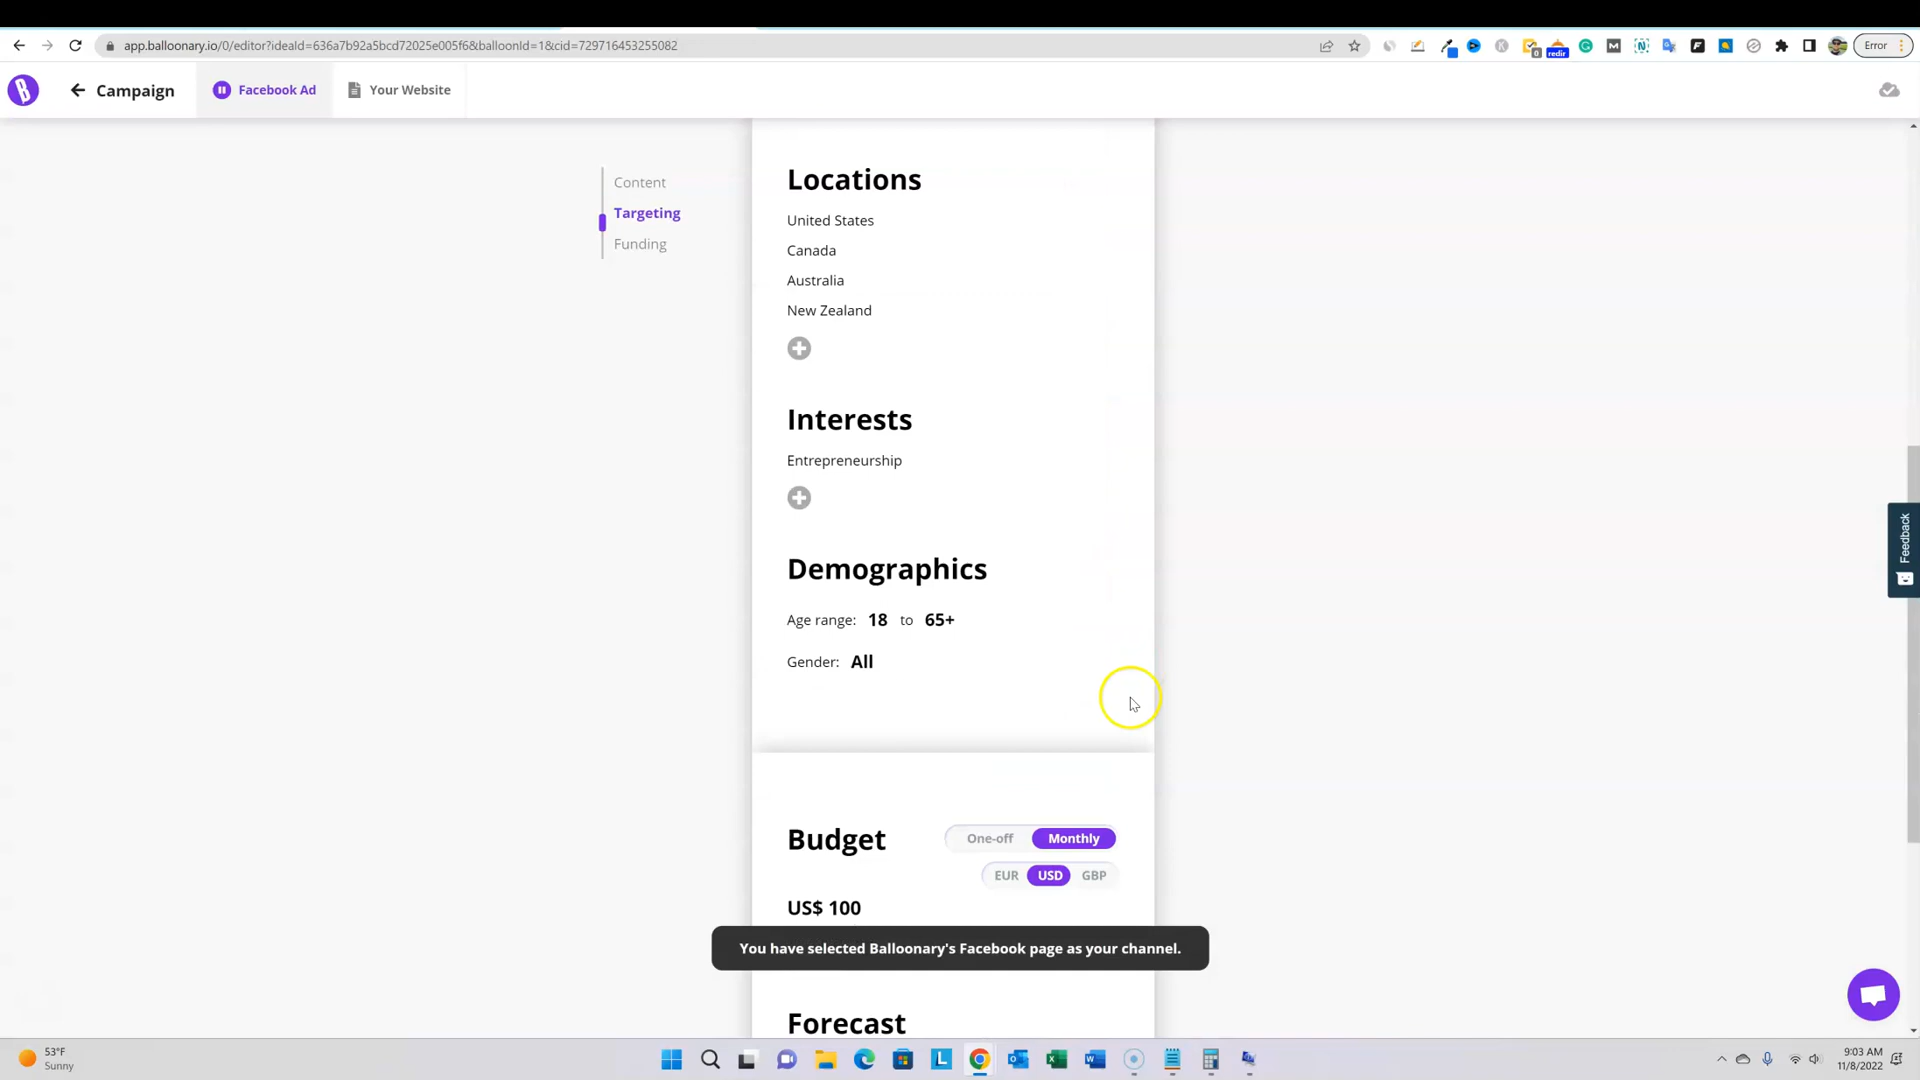 app.balloonary.io/0/editor?ideaId=636a7b92a5bcd72025e005f6&balloonId=1&cid=729716453255082
Error
Campaign
Facebook Ad
Your Website
Content
Targeting
Funding
Locations
United States
Canada
Australia
New Zealand
Interests
Entrepreneurship
Demographics
Age range: 18 to 65+
Gender: All
Budget
One-off Monthly
EUR USD GBP
US$ 100
You have selected Balloonary's Facebook page as your channel.
Forecast
Feedback
redir
53°F
Sunny
9:03 AM
11/8/2022